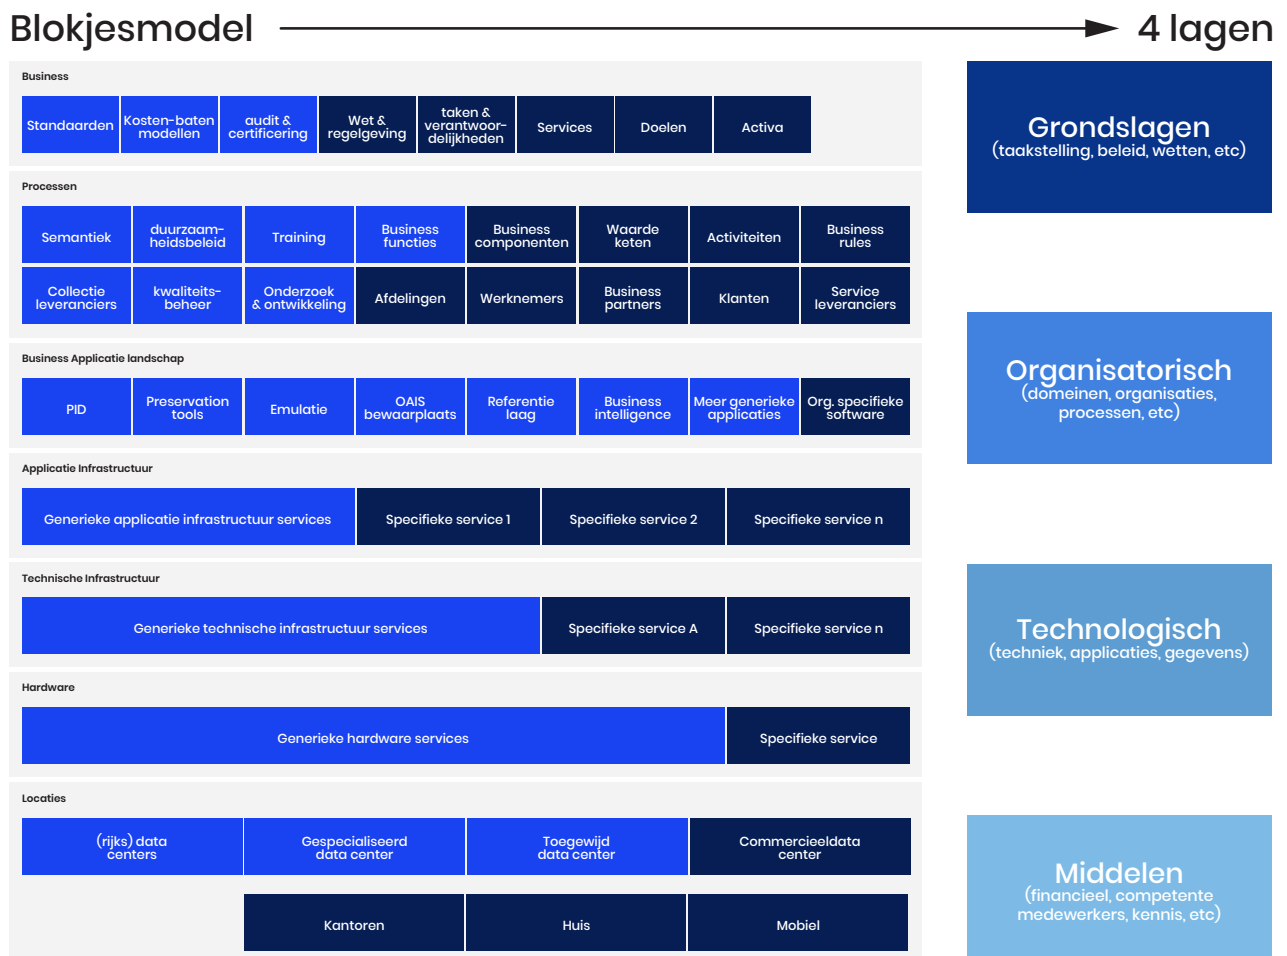 Blokjesmodel
4 lagen
Business
Standaarden
Kosten-baten
modellen
audit &
certificering
Wet &
regelgeving
taken &
verantwoor-
delijkheden
Services
Doelen
Activa
Processen
Semantiek
duurzaam-
heidsbeleid
Training
Business
functies
Business
componenten
Waarde
keten
Activiteiten
Business
rules
Collectie
leveranciers
kwaliteits-
beheer
Onderzoek
& ontwikkeling
Afdelingen
Werknemers
Business
partners
Klanten
Service
leveranciers
Business Applicatie landschap
PID
Preservation
tools
Emulatie
OAIS
bewaarplaats
Referentie
laag
Business
intelligence
Meer generieke
applicaties
Org. specifieke
software
Applicatie Infrastructuur
Generieke applicatie infrastructuur services
Specifieke service 1
Specifieke service 2
Specifieke service n
Technische Infrastructuur
Generieke technische infrastructuur services
Specifieke service A
Specifieke service n
Hardware
Generieke hardware services
Specifieke service
Locaties
(rijks) data
centers
Gespecialiseerd
data center
Toegewijd
data center
Commercieeldata
center
Kantoren
Huis
Mobiel
Grondslagen
(taakstelling, beleid, wetten, etc)
Organisatorisch
(domeinen, organisaties,
processen, etc)
Technologisch
(techniek, applicaties, gegevens)
Middelen
(financieel, competente
medewerkers, kennis, etc)